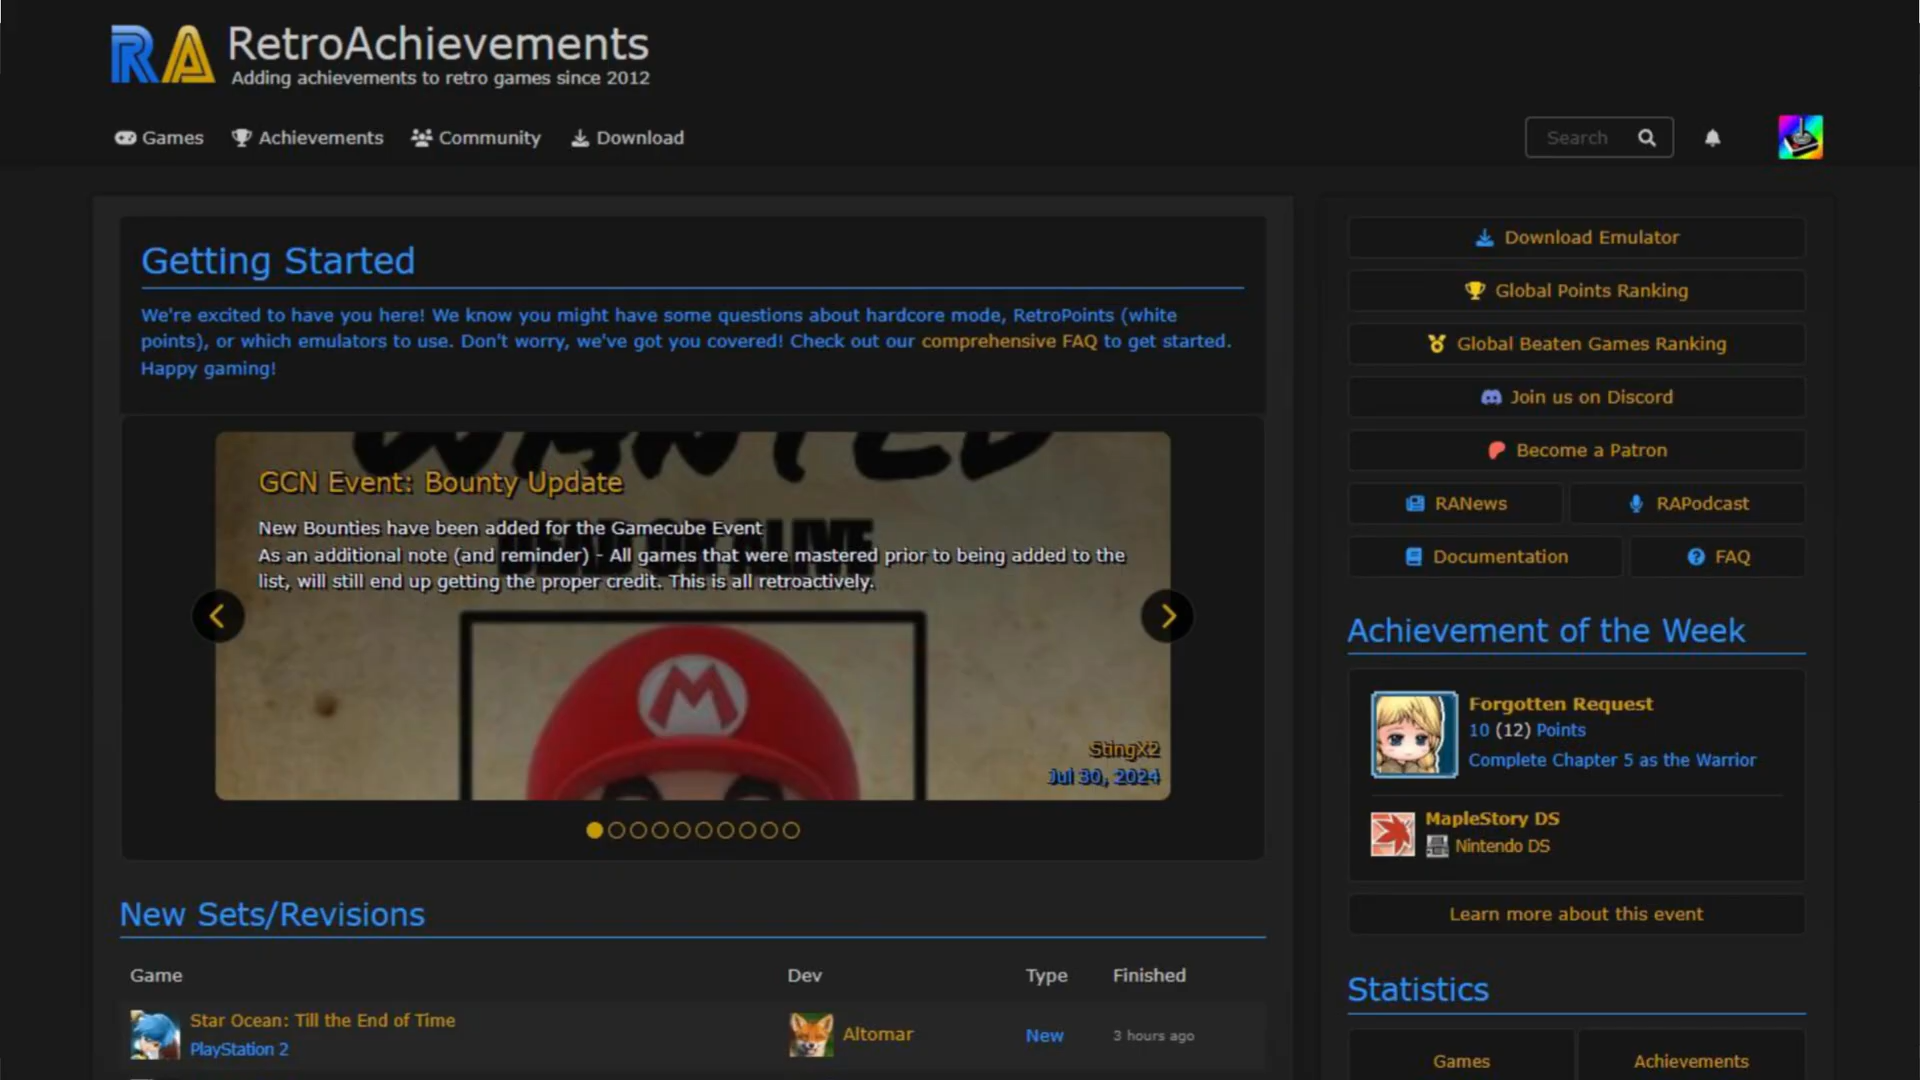 RA RetroAchievements
Adding achievements to retro games since 2012
Games Achievements Community Download
Search
Getting Started
We're excited to have you here! We know you might have some questions about hardcore mode, RetroPoints (white
points), or which emulators to use. Don't worry, we've got you covered! Check out our comprehensive FAQ to get started.
Happy gaming!
WANTED
GCN Event: Bounty Update
New Bounties have been added for the Gamecube Event
As an additional note (and reminder) - All games that were mastered prior to being added to the
list, will still end up getting the proper credit. This is all retroactively.
M
StingX2
Jul 30, 2024
New Sets/Revisions
Game Dev Type Finished
Star Ocean: Till the End of Time
PlayStation 2
Altomar
New
3 hours ago
Download Emulator
Global Points Ranking
Global Beaten Games Ranking
Join us on Discord
Become a Patron
RANews RAPodcast
Documentation FAQ
Achievement of the Week
Forgotten Request
10 (12) Points
Complete Chapter 5 as the Warrior
MapleStory DS
Nintendo DS
Learn more about this event
Statistics
Games Achievements